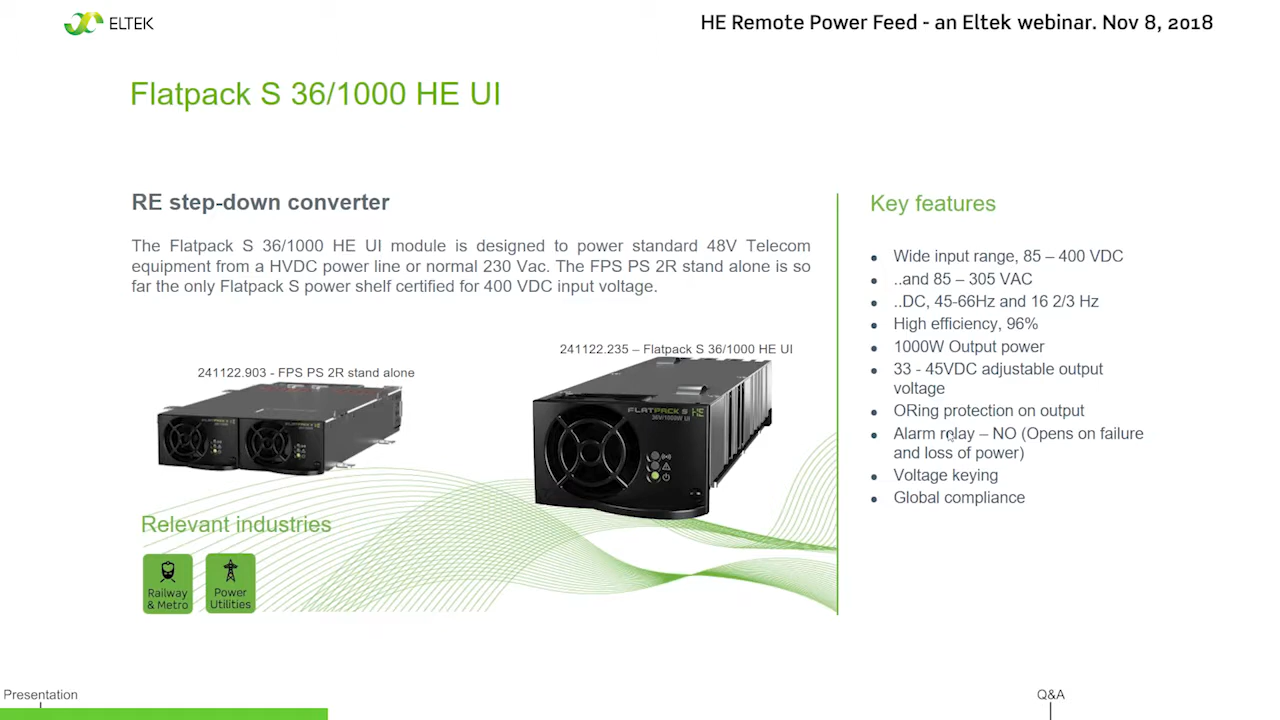 ELTEK
HE Remote Power Feed - an Eltek webinar. Nov 8, 2018
Flatpack S 36/1000 HE UI
RE step-down converter
The Flatpack S 36/1000 HE UI module is designed to power standard 48V Telecom
equipment from a HVDC power line or normal 230 Vac. The FPS PS 2R stand alone is so
far the only Flatpack S power shelf certified for 400 VDC input voltage.
241122.903 - FPS PS 2R stand alone
241122.235 – Flatpack S 36/1000 HE UI
FLATPACK S HE
36V/1000W UI
Relevant industries
Railway
& Metro
Power
Utilities
Key features
Wide input range, 85 – 400 VDC
..and 85 – 305 VAC
..DC, 45-66Hz and 16 2/3 Hz
High efficiency, 96%
1000W Output power
33 - 45VDC adjustable output
voltage
ORing protection on output
Alarm relay – NO (Opens on failure
and loss of power)
Voltage keying
Global compliance
Presentation
Q&A